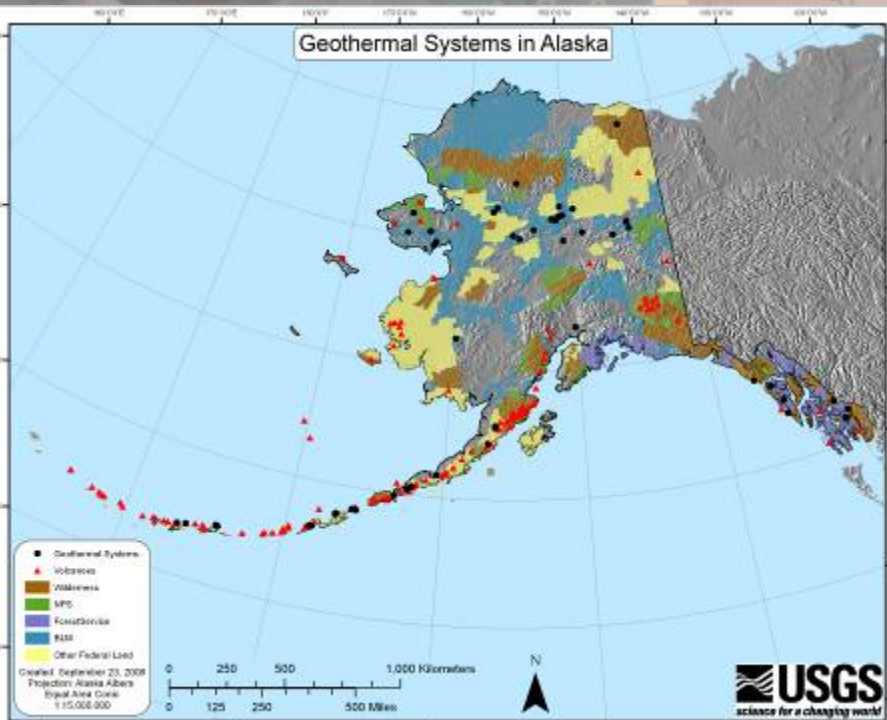 Geothermal Systems in Alaska
Geothermal Systems
Volcanoes
Wilderness
NPS
ForestService
BLM
Other Federal Land
Created: September 23, 2008
Projection: Alaska Albers
Equal Area Conic
1:15,000,000
0 250 500 1,000 Kilometers
0 125 250 500 Miles
N
USGS
science for a changing world